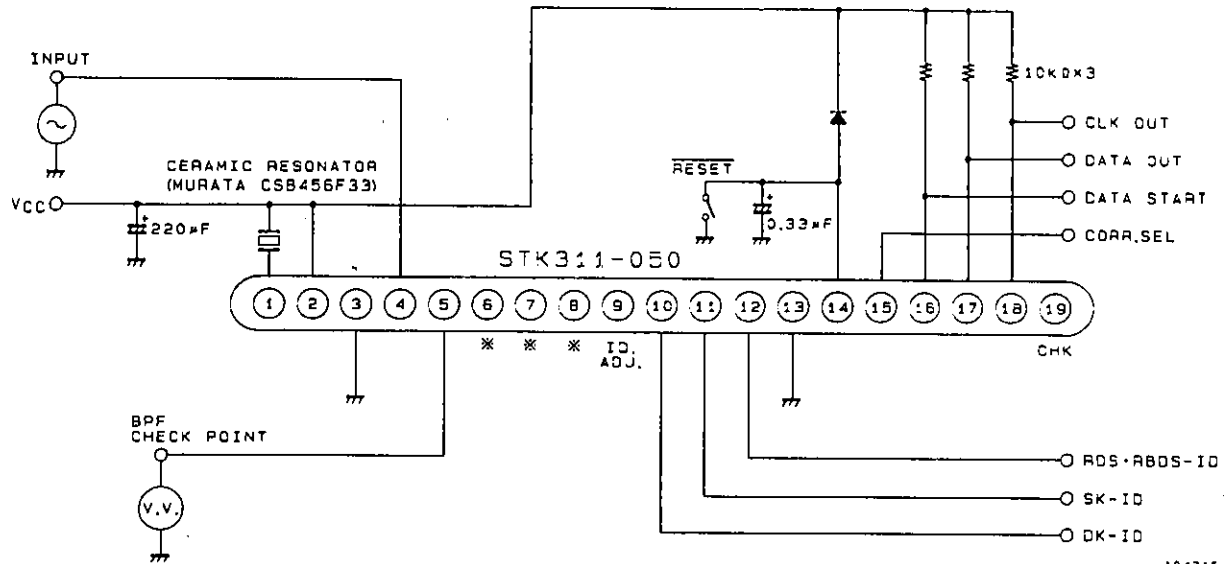 INPUT
10kΩ×3
CLK OUT
CERAMIC RESONATOR
(MURATA CSB456F33)
RESET
DATA OUT
VCC
DATA START
220µF
0.33µF
CORR.SEL
STK311-050
1 2 3 4 5 6 7 8 9 10 11 12 13 14 15 16 17 18 19
※ ※ ※ ID.
ADJ.
CHK
BPF
CHECK POINT
RDS·RBDS-ID
V.V.
SK-ID
DK-ID